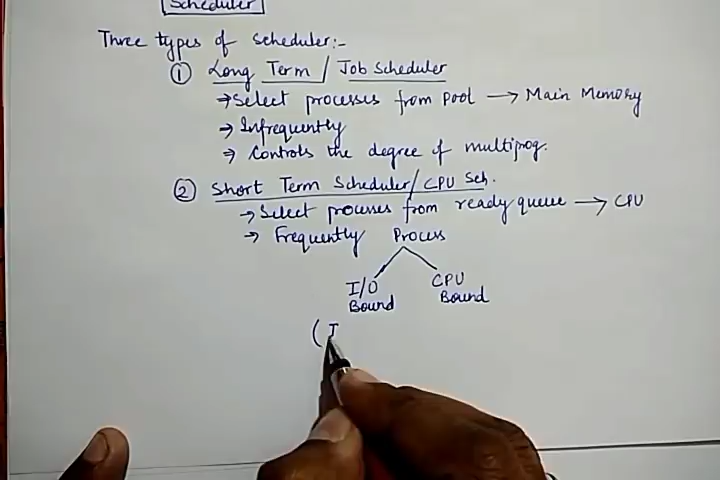 Scheduler
Three types of scheduler:-
① Long Term / Job Scheduler
→ Select processes from pool → Main Memory
→ Infrequently
→ Controls the degree of multiprog.
② Short Term Scheduler / CPU Sch.
→ Select processes from ready queue → CPU
→ Frequently Process
I/O CPU
Bound Bound
( I